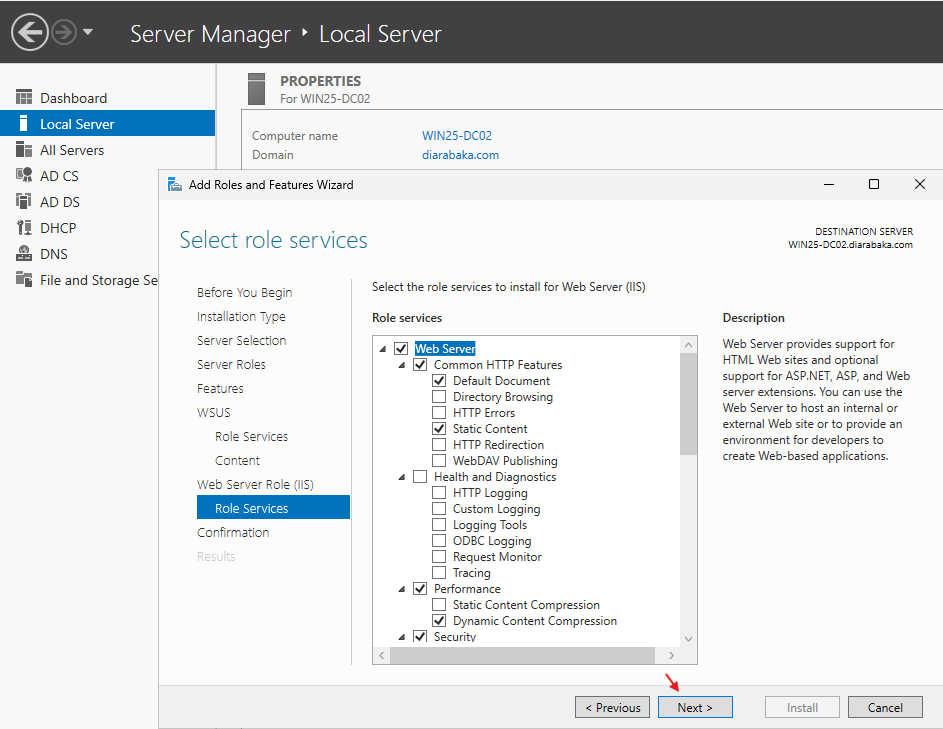 Server Manager ‣ Local Server
Dashboard
Local Server
All Servers
AD CS
AD DS
DHCP
DNS
File and Storage Se
PROPERTIES
For WIN25-DC02
Computer name WIN25-DC02
Domain diarabaka.com
Add Roles and Features Wizard
Select role services
DESTINATION SERVER
WIN25-DC02.diarabaka.com
Before You Begin
Installation Type
Server Selection
Server Roles
Features
WSUS
Role Services
Content
Web Server Role (IIS)
Role Services
Confirmation
Results
Select the role services to install for Web Server (IIS)
Role services
Web Server
Common HTTP Features
Default Document
Directory Browsing
HTTP Errors
Static Content
HTTP Redirection
WebDAV Publishing
Health and Diagnostics
HTTP Logging
Custom Logging
Logging Tools
ODBC Logging
Request Monitor
Tracing
Performance
Static Content Compression
Dynamic Content Compression
Security
Description
Web Server provides support for
HTML Web sites and optional
support for ASP.NET, ASP, and Web
server extensions. You can use the
Web Server to host an internal or
external Web site or to provide an
environment for developers to
create Web-based applications.
< Previous
Next >
Install
Cancel